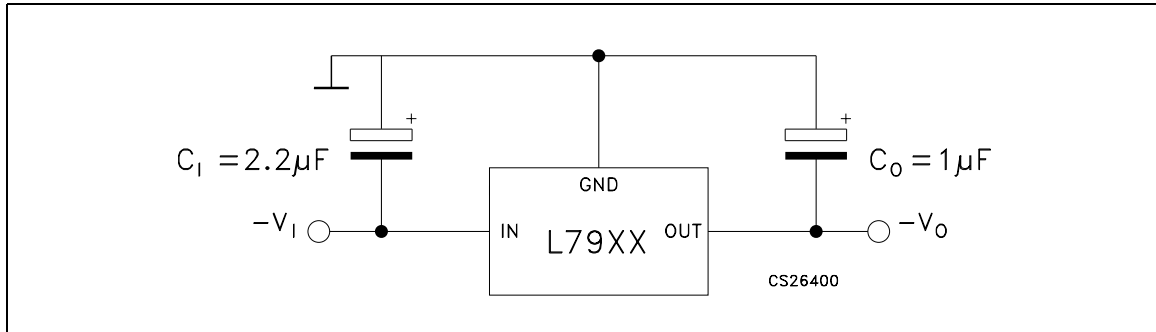 +
+
C_I = 2.2µF
C_O = 1µF
GND
-V_I
IN
L79XX
OUT
-V_O
CS26400